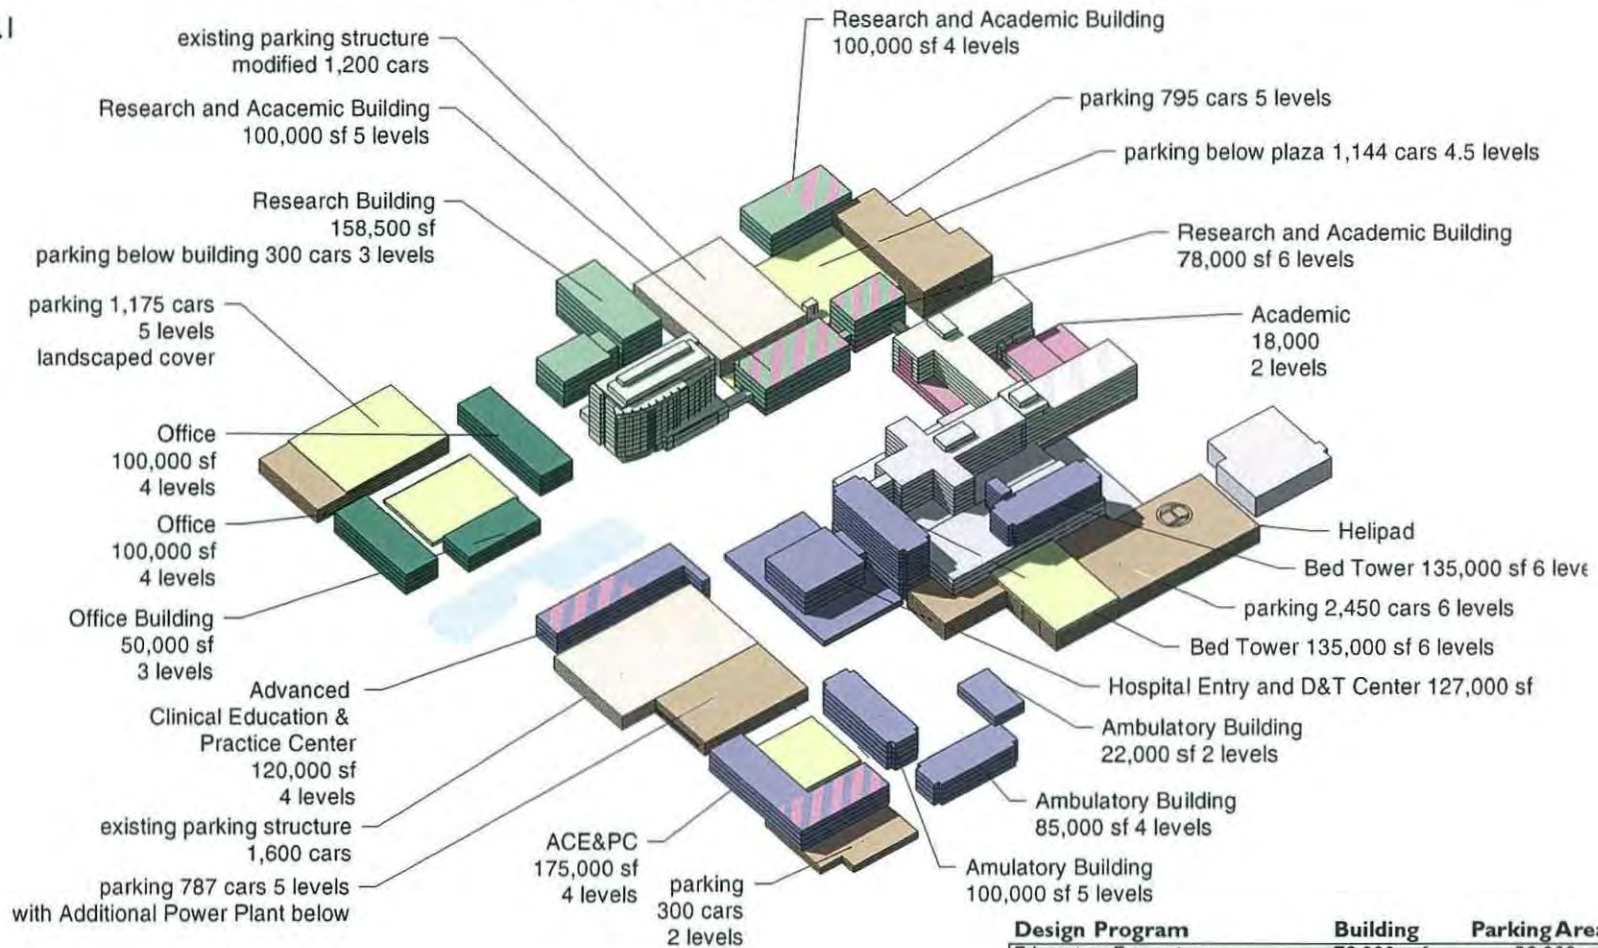 .1
existing parking structure
modified 1,200 cars
Research and Acacemic Building
100,000 sf 5 levels
Research Building
158,500 sf
parking below building 300 cars 3 levels
parking 1,175 cars
5 levels
landscaped cover
Office
100,000 sf
4 levels
Office
100,000 sf
4 levels
Office Building
50,000 sf
3 levels
Advanced
Clinical Education &
Practice Center
120,000 sf
4 levels
existing parking structure
1,600 cars
parking 787 cars 5 levels
with Additional Power Plant below
ACE&PC
175,000 sf
4 levels
parking
300 cars
2 levels
Research and Academic Building
100,000 sf 4 levels
parking 795 cars 5 levels
parking below plaza 1,144 cars 4.5 levels
Research and Academic Building
78,000 sf 6 levels
Academic
18,000
2 levels
H
Helipad
Bed Tower 135,000 sf 6 leve
parking 2,450 cars 6 levels
Bed Tower 135,000 sf 6 levels
Hospital Entry and D&T Center 127,000 sf
Ambulatory Building
22,000 sf 2 levels
Ambulatory Building
85,000 sf 4 levels
Amulatory Building
100,000 sf 5 levels
Design Program Building Parking Area